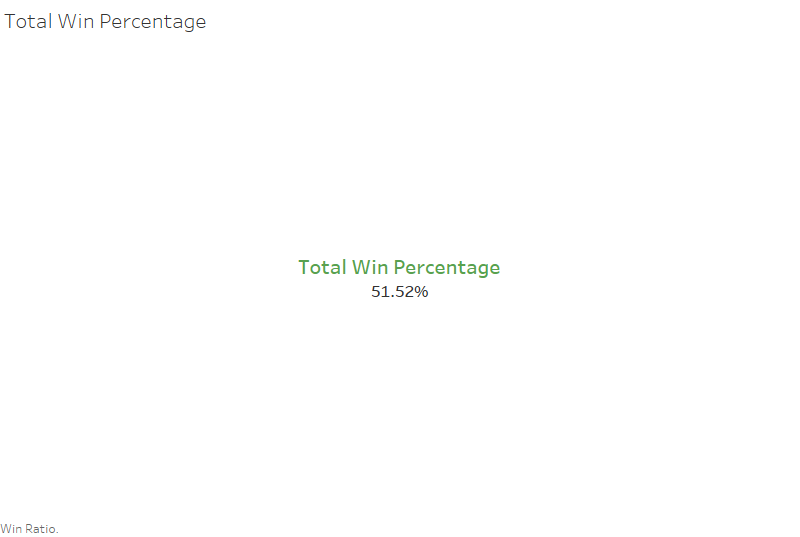 Total Win Percentage
Total Win Percentage
51.52%
Win Ratio.